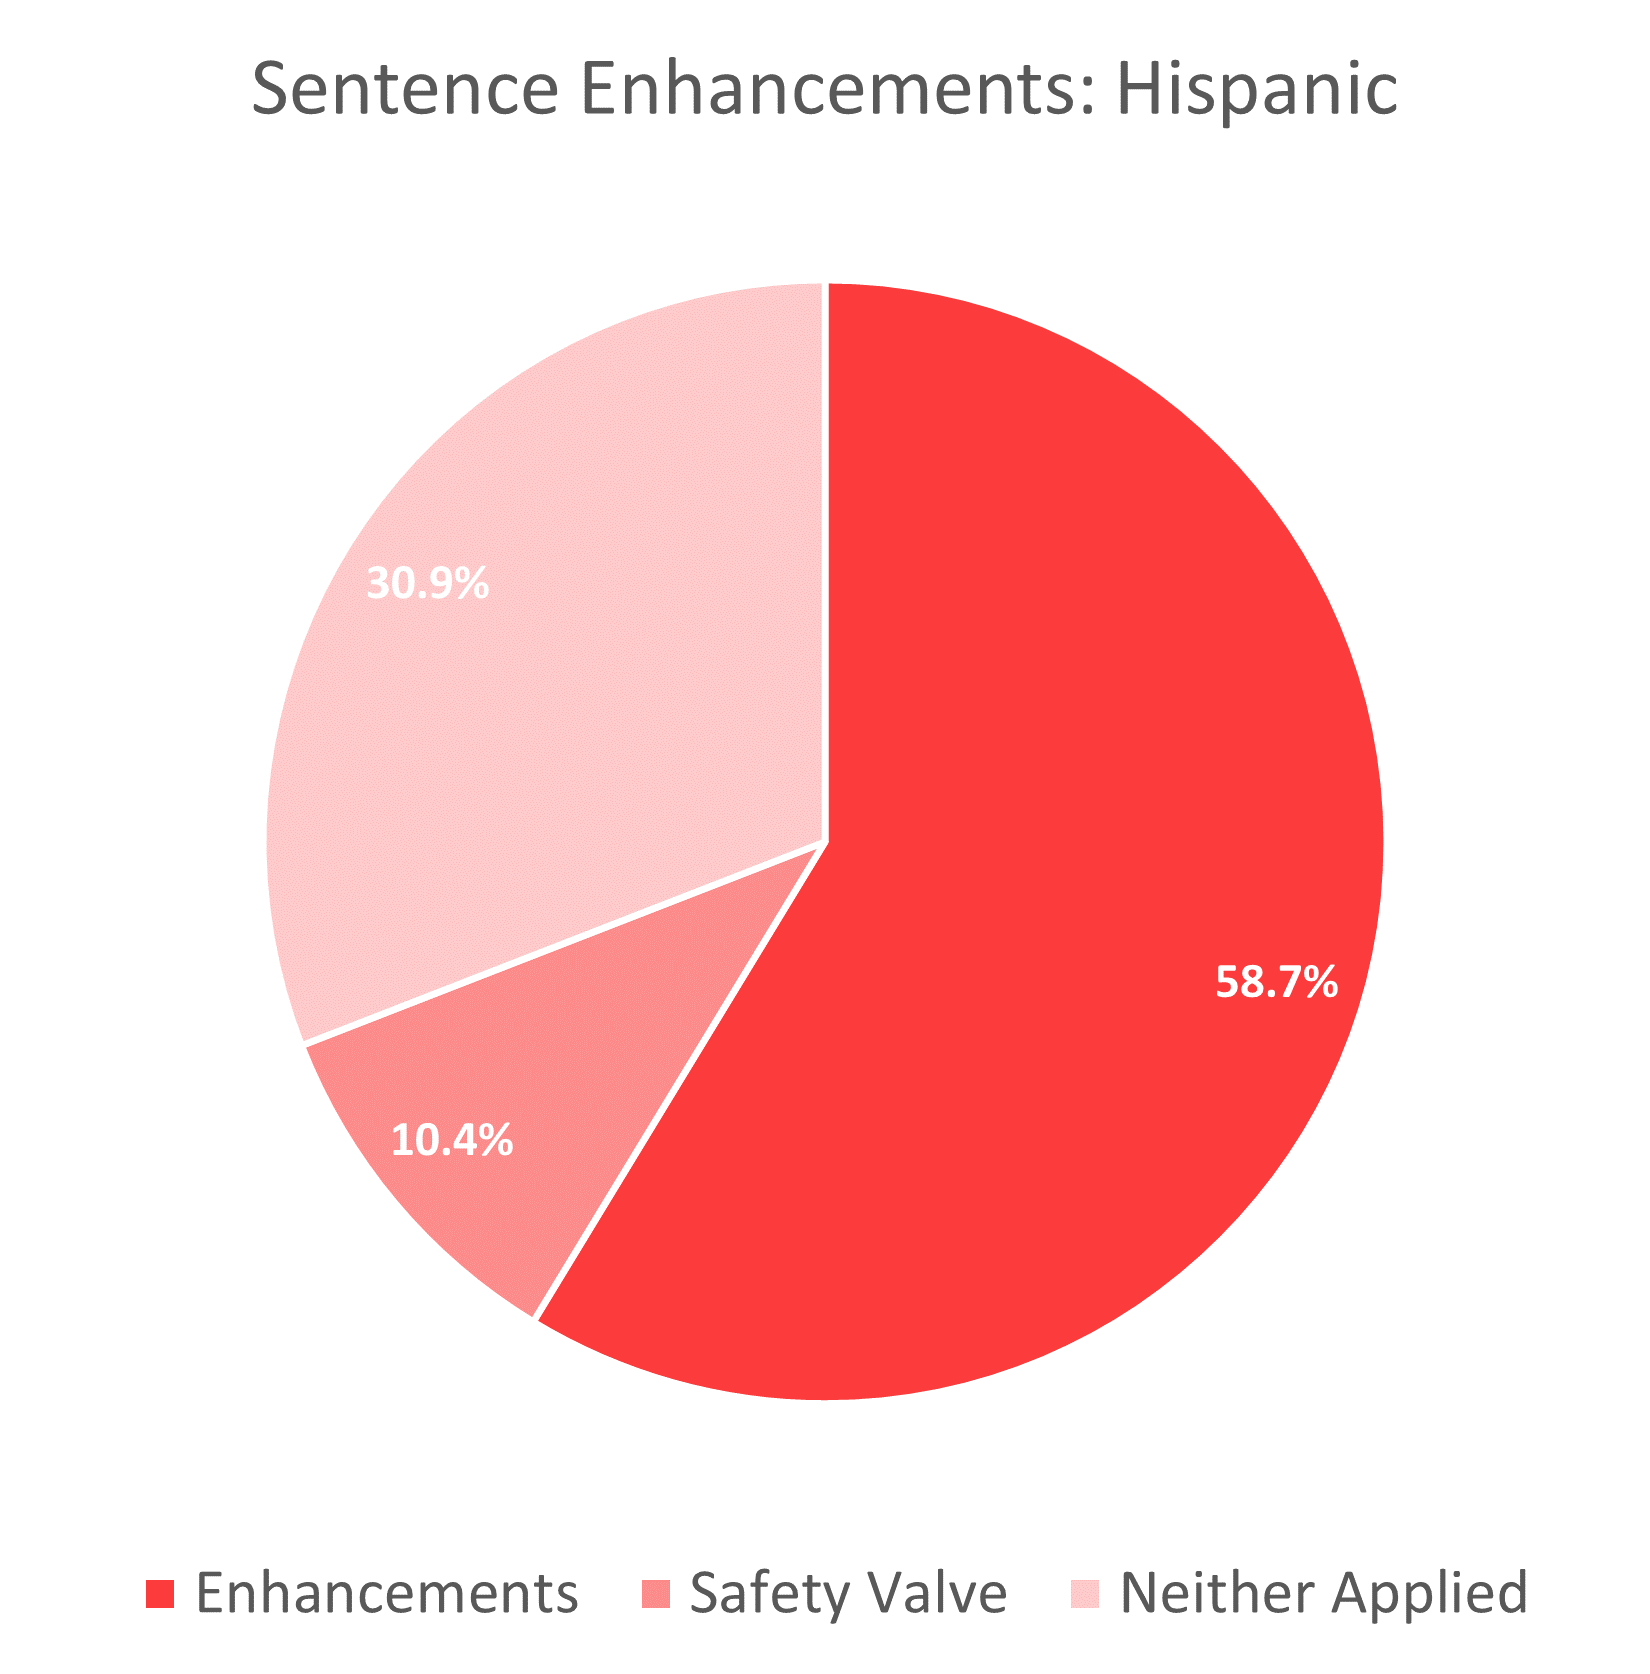 Sentence Enhancements: Hispanic
30.9%
58.7%
10.4%
Enhancements Safety Valve Neither Applied